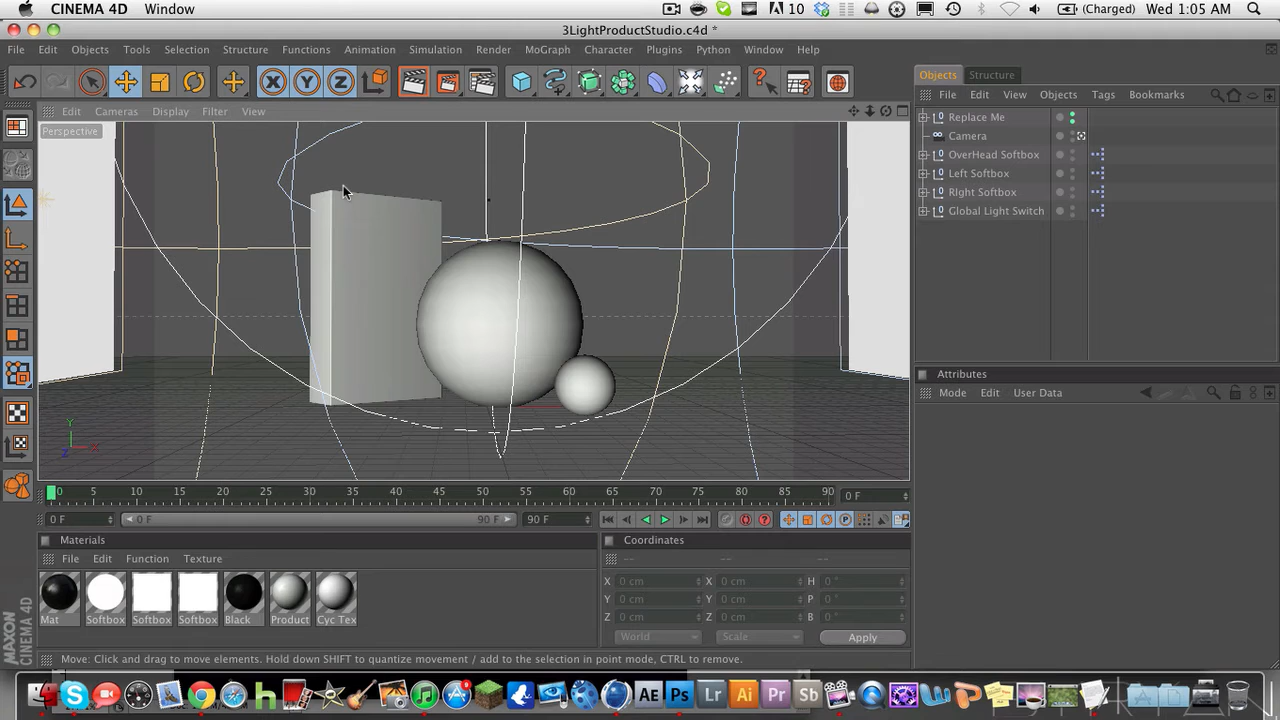 CINEMA 4D Window 10 (Charged) Wed 1:05 AM
3LightProductStudio.c4d *
File Edit Objects Tools Selection Structure Functions Animation Simulation Render MoGraph Character Plugins Python Window Help
X Y Z
Objects Structure
File Edit View Objects Tags Bookmarks
Edit Cameras Display Filter View
Perspective
Replace Me
Camera
OverHead Softbox
Left Softbox
RIght Softbox
Global Light Switch
Attributes
Mode Edit User Data
Y
X
Z
0 5 10 15 20 25 30 35 40 45 50 55 60 65 70 75 80 85 90 0 F
0 F 0 F 90 F 90 F
Materials
File Edit Function Texture
Mat Softbox Softbox Softbox Black Product Cyc Tex
Coordinates
-- -- --
X 0 cm X 0 cm H 0 °
Y 0 cm Y 0 cm P 0 °
Z 0 cm Z 0 cm B 0 °
World Scale Apply
MAXON CINEMA 4D
Move: Click and drag to move elements. Hold down SHIFT to quantize movement / add to the selection in point mode, CTRL to remove.
AE Ps Lr Ai Pr Sb